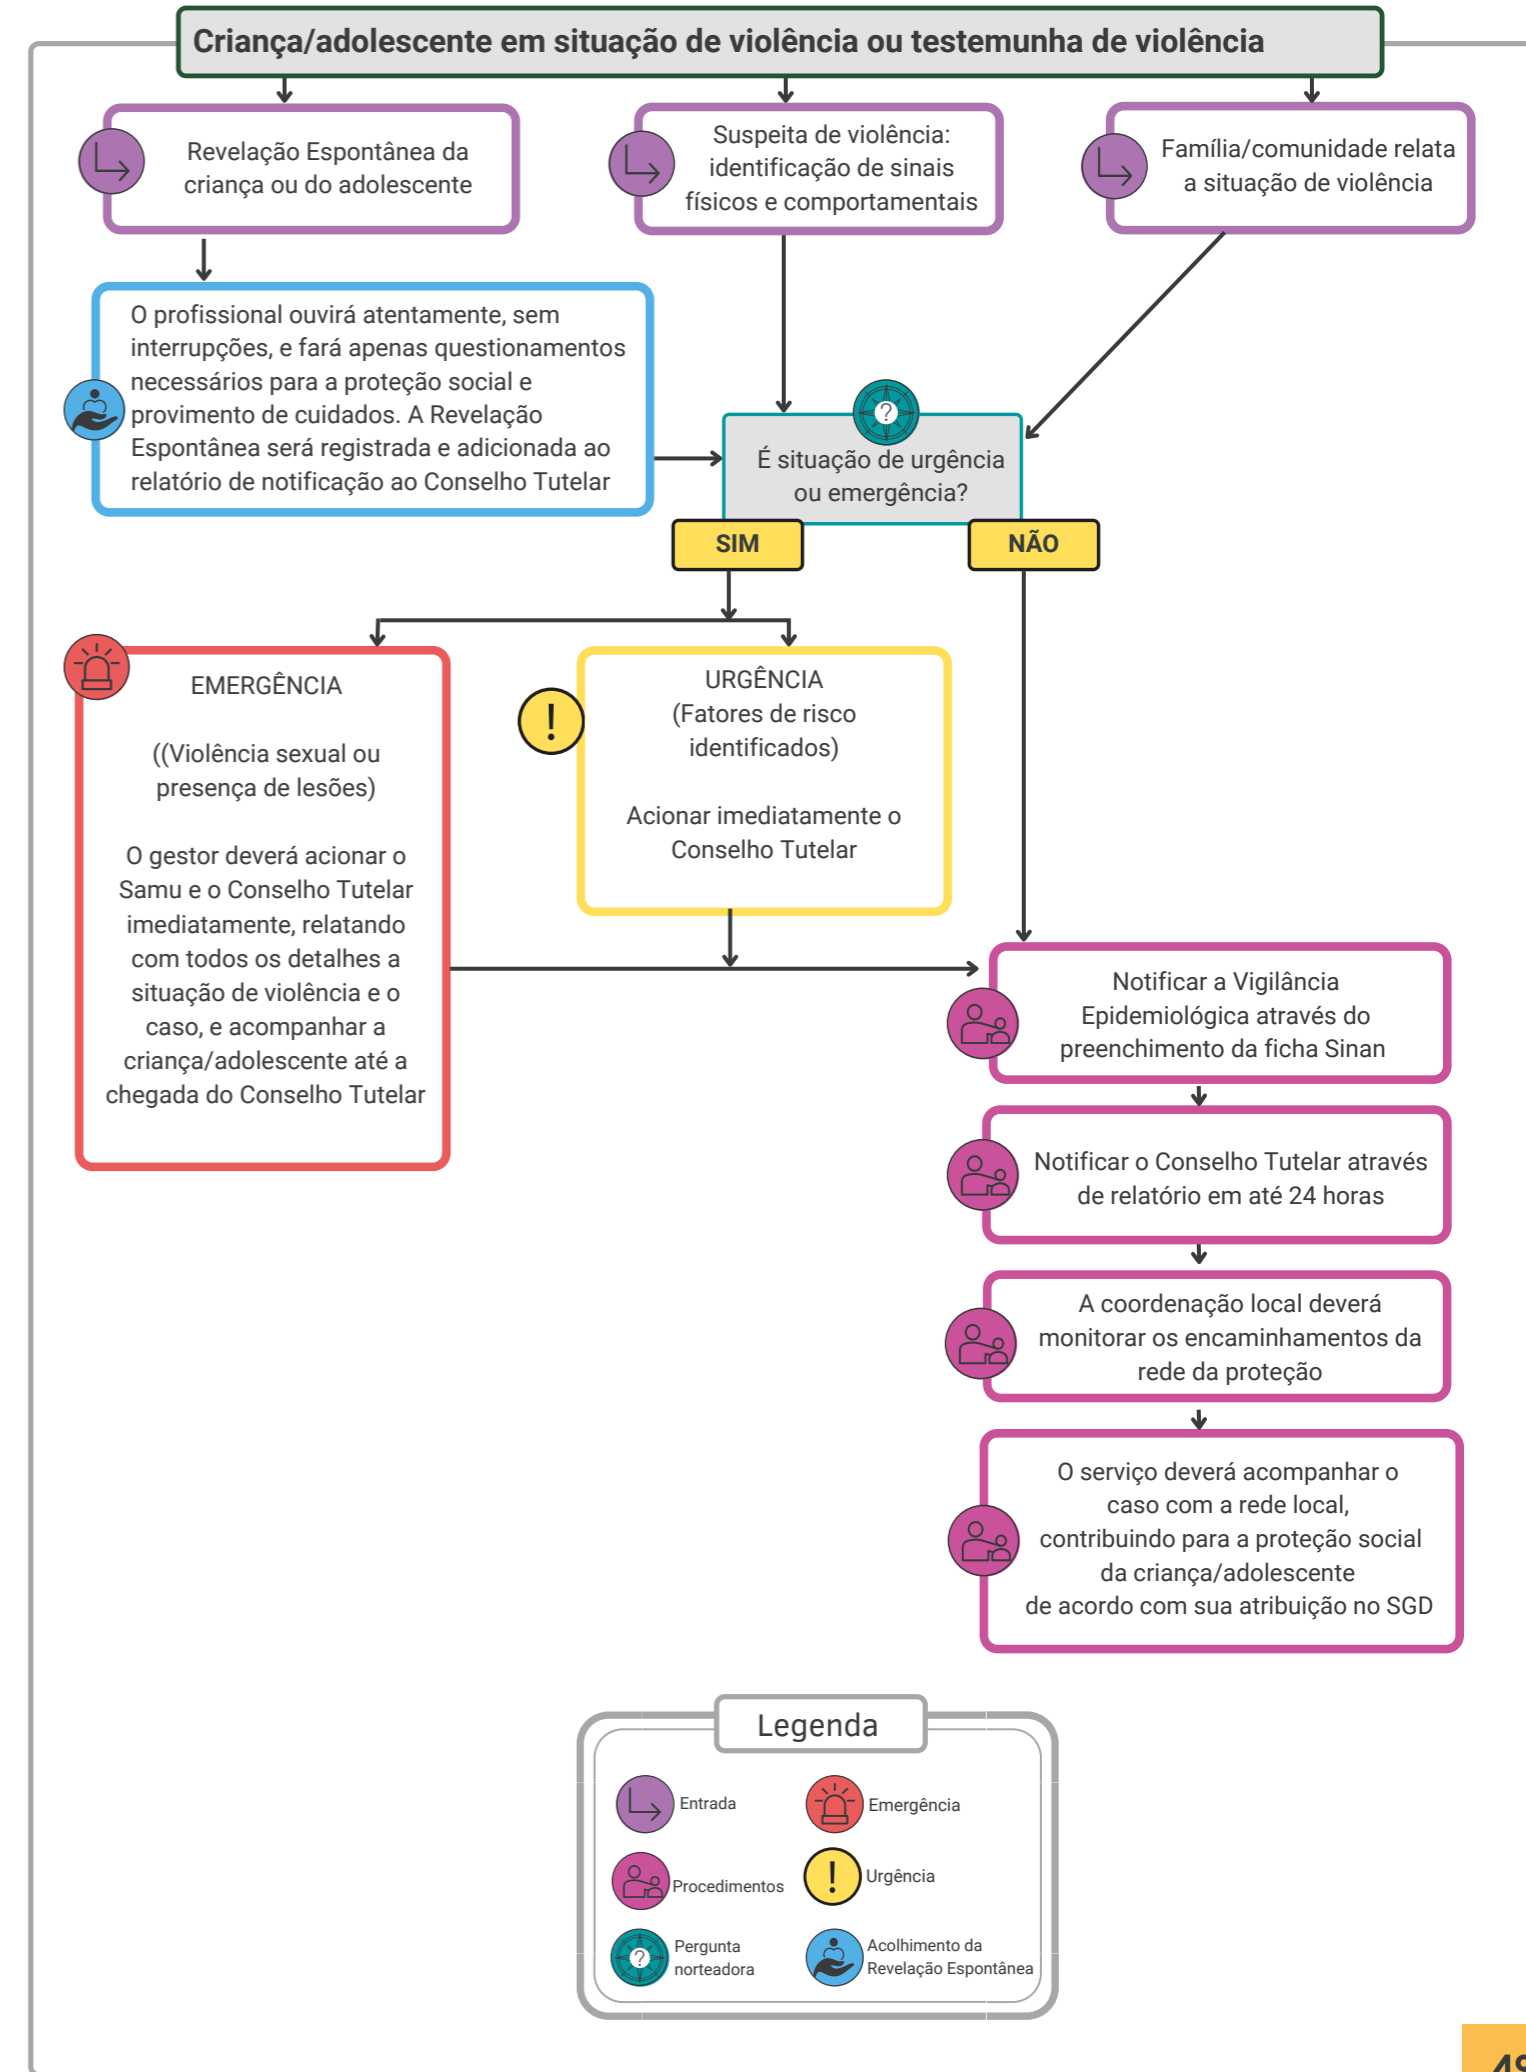 Criança/adolescente em situação de violência ou testemunha de violência
Revelação Espontânea da
criança ou do adolescente
Suspeita de violência:
identificação de sinais
físicos e comportamentais
Família/comunidade relata
a situação de violência
O profissional ouvirá atentamente, sem
interrupções, e fará apenas questionamentos
necessários para a proteção social e
provimento de cuidados. A Revelação
Espontânea será registrada e adicionada ao
relatório de notificação ao Conselho Tutelar
?
É situação de urgência
ou emergência?
SIM
NÃO
EMERGÊNCIA
((Violência sexual ou
presença de lesões)
O gestor deverá acionar o
Samu e o Conselho Tutelar
imediatamente, relatando
com todos os detalhes a
situação de violência e o
caso, e acompanhar a
criança/adolescente até a
chegada do Conselho Tutelar
!
URGÊNCIA
(Fatores de risco
identificados)
Acionar imediatamente o
Conselho Tutelar
Notificar a Vigilância
Epidemiológica através do
preenchimento da ficha Sinan
Notificar o Conselho Tutelar através
de relatório em até 24 horas
A coordenação local deverá
monitorar os encaminhamentos da
rede da proteção
O serviço deverá acompanhar o
caso com a rede local,
contribuindo para a proteção social
da criança/adolescente
de acordo com sua atribuição no SGD
Legenda
Entrada
Emergência
Procedimentos
!
Urgência
?
Pergunta
norteadora
Acolhimento da
Revelação Espontânea